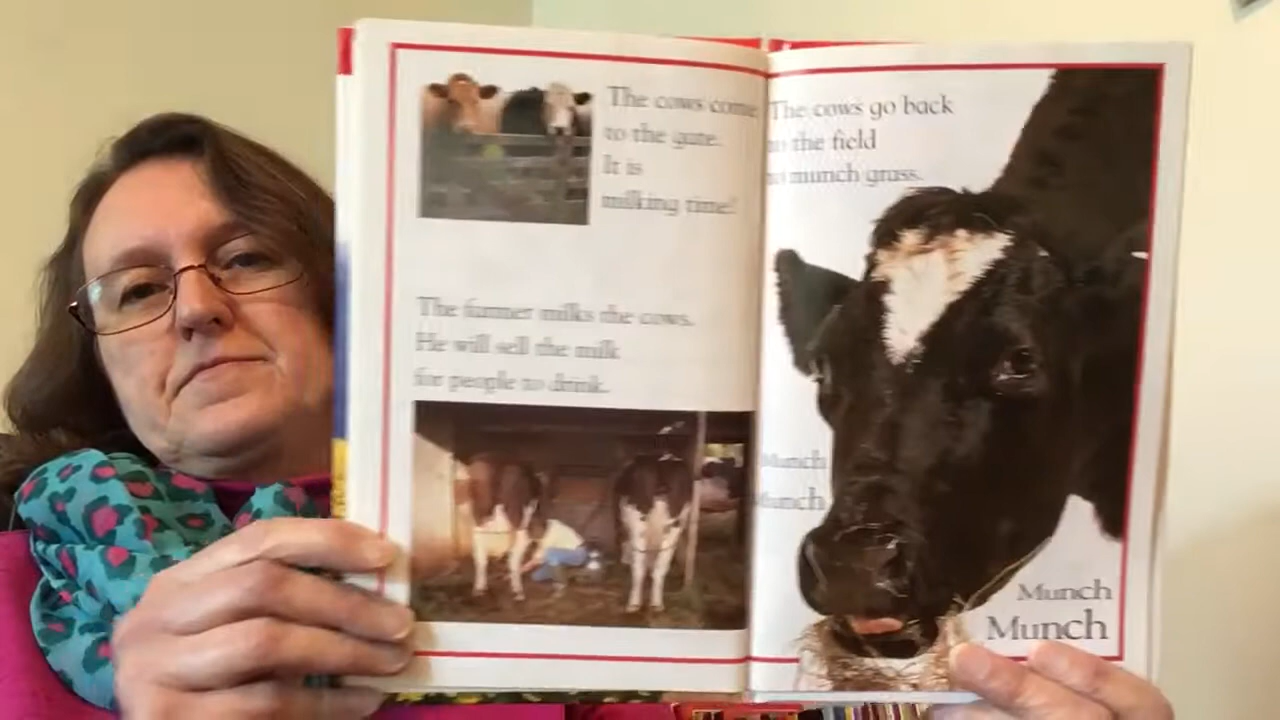 The cows come
to the gate.
It is
milking time!
The farmer milks the cows.
He will sell the milk
for people to drink.
The cows go back
to the field
to munch grass.
Munch
Munch
Munch
Munch